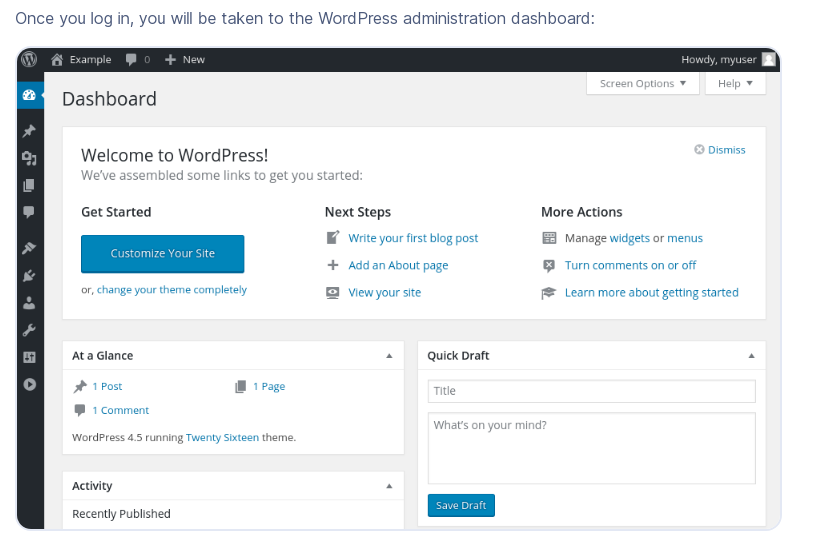 Once you log in, you will be taken to the WordPress administration dashboard:
Example 0 New Howdy, myuser
Screen Options Help
Dashboard
Welcome to WordPress! Dismiss
We've assembled some links to get you started:
Get Started
Customize Your Site
or, change your theme completely
Next Steps
Write your first blog post
Add an About page
View your site
More Actions
Manage widgets or menus
Turn comments on or off
Learn more about getting started
At a Glance
1 Post 1 Page
1 Comment
WordPress 4.5 running Twenty Sixteen theme.
Activity
Recently Published
Quick Draft
Title
What's on your mind?
Save Draft